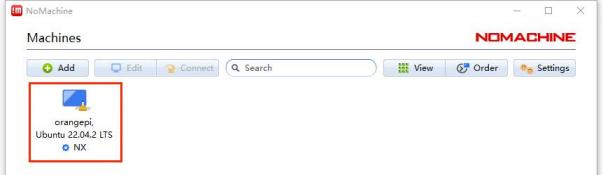 !M NoMachine
Machines
NOMACHINE
Add Edit Connect Search View Order Settings
orangepi,
Ubuntu 22.04.2 LTS
NX